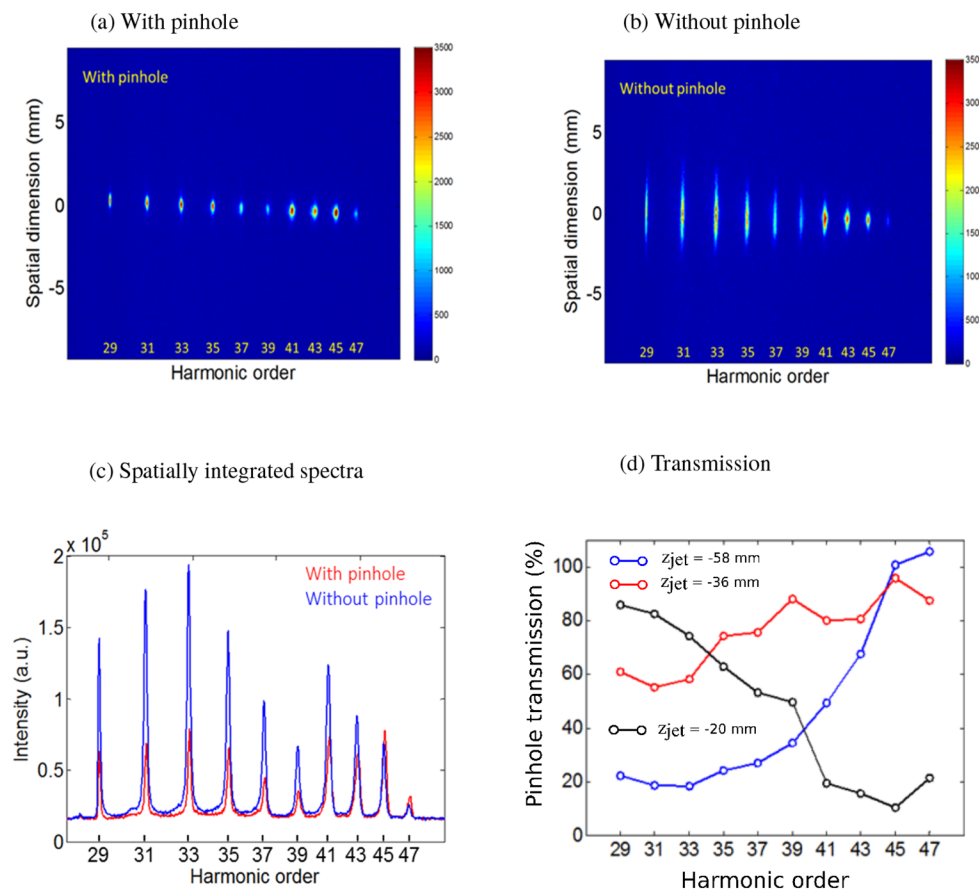 (a) With pinhole
With pinhole
Spatial dimension (mm)
5
0
-5
29 31 33 35 37 39 41 43 45 47
Harmonic order
3500
3000
2500
2000
1500
1000
500
0
(b) Without pinhole
Without pinhole
Spatial dimension (mm)
5
0
-5
29 31 33 35 37 39 41 43 45 47
Harmonic order
350
300
250
200
150
100
500
0
(c) Spatially integrated spectra
2 x 10^5
With pinhole
Without pinhole
Intensity (a.u.)
1.5
1
0.5
0
29 31 33 35 37 39 41 43 45 47
Harmonic order
(d) Transmission
Pinhole transmission (%)
100
80
60
40
20
0
zjet = -58 mm
zjet = -36 mm
zjet = -20 mm
29 31 33 35 37 39 41 43 45 47
Harmonic order